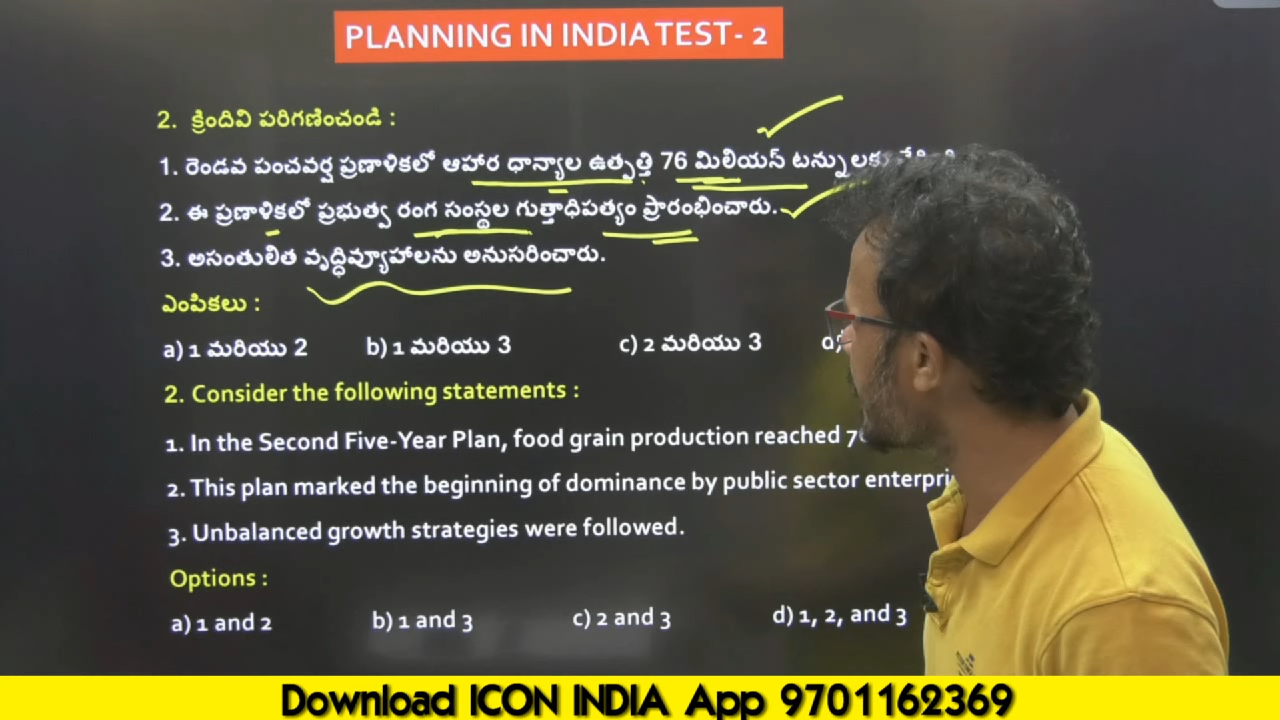 PLANNING IN INDIA TEST- 2
2. క్రిందివి పరిగణించండి :
1. రెండవ పంచవర్ష ప్రణాళికలో ఆహార ధాన్యాల ఉత్పత్తి 76 మిలియస్ టన్నులకు
2. ఈ ప్రణాళికలో ప్రభుత్వ రంగ సంస్థల గుత్తాధిపత్యం ప్రారంభించారు.
3. అసంతులిత వృద్ధివ్యూహాలను అనుసరించారు.
ఎంపికలు :
a) 1 మరియు 2 b) 1 మరియు 3 c) 2 మరియు 3
2. Consider the following statements :
1. In the Second Five-Year Plan, food grain production reached
2. This plan marked the beginning of dominance by public sector
3. Unbalanced growth strategies were followed.
Options :
a) 1 and 2 b) 1 and 3 c) 2 and 3 d) 1, 2, and 3
Download ICON INDIA App 9701162369